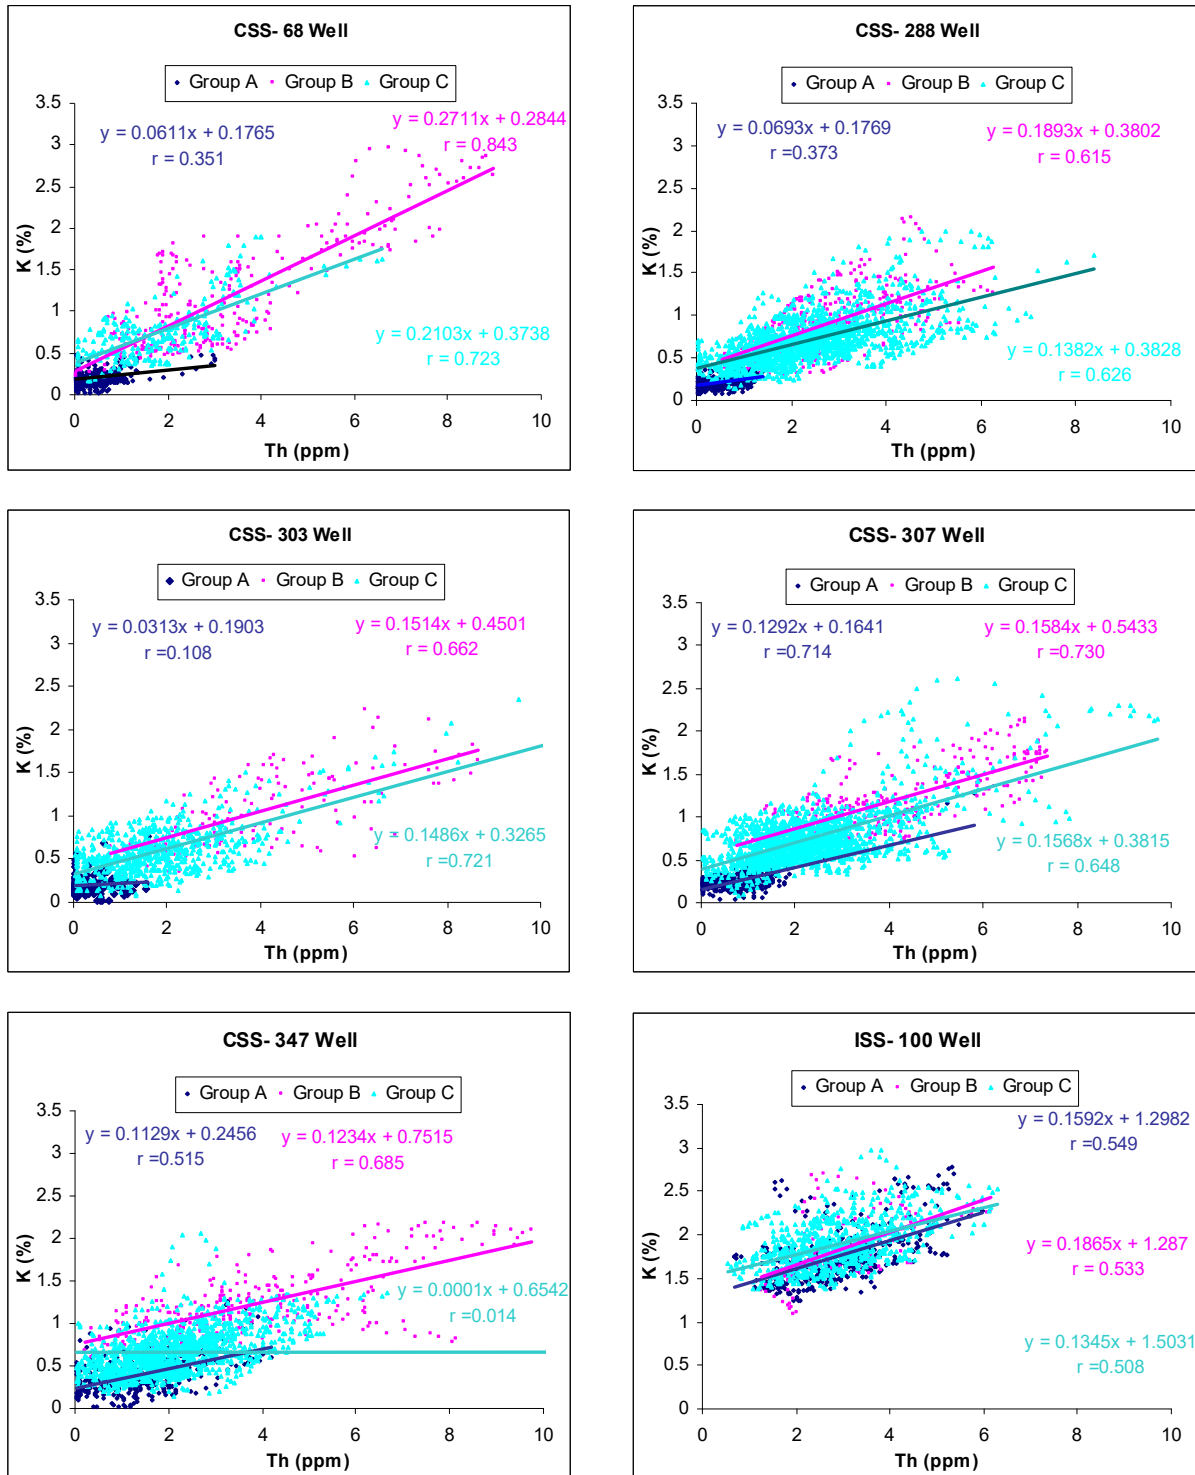 CSS- 68 Well
Group A Group B Group C
y = 0.0611x + 0.1765
r = 0.351
y = 0.2711x + 0.2844
r = 0.843
y = 0.2103x + 0.3738
r = 0.723
3.5
3
2.5
2
1.5
1
0.5
0
K (%)
0 2 4 6 8 10
Th (ppm)
CSS- 288 Well
Group A Group B Group C
y = 0.0693x + 0.1769
r =0.373
y = 0.1893x + 0.3802
r = 0.615
y = 0.1382x + 0.3828
r = 0.626
3.5
3
2.5
2
1.5
1
0.5
0
K (%)
0 2 4 6 8 10
Th (ppm)
CSS- 303 Well
Group A Group B Group C
y = 0.0313x + 0.1903
r =0.108
y = 0.1514x + 0.4501
r = 0.662
y = 0.1486x + 0.3265
r =0.721
3.5
3
2.5
2
1.5
1
0.5
0
K (%)
0 2 4 6 8 10
Th (ppm)
CSS- 307 Well
Group A Group B Group C
y = 0.1292x + 0.1641
r =0.714
y = 0.1584x + 0.5433
r =0.730
y = 0.1568x + 0.3815
r = 0.648
3.5
3
2.5
2
1.5
1
0.5
0
K (%)
0 2 4 6 8 10
Th (ppm)
CSS- 347 Well
Group A Group B Group C
y = 0.1129x + 0.2456
r =0.515
y = 0.1234x + 0.7515
r = 0.685
y = 0.0001x + 0.6542
r =0.014
3.5
3
2.5
2
1.5
1
0.5
0
K (%)
0 2 4 6 8 10
Th (ppm)
ISS- 100 Well
Group A Group B Group C
y = 0.1592x + 1.2982
r =0.549
y = 0.1865x + 1.287
r = 0.533
y = 0.1345x + 1.5031
r =0.508
3.5
3
2.5
2
1.5
1
0.5
0
K (%)
0 2 4 6 8 10
Th (ppm)